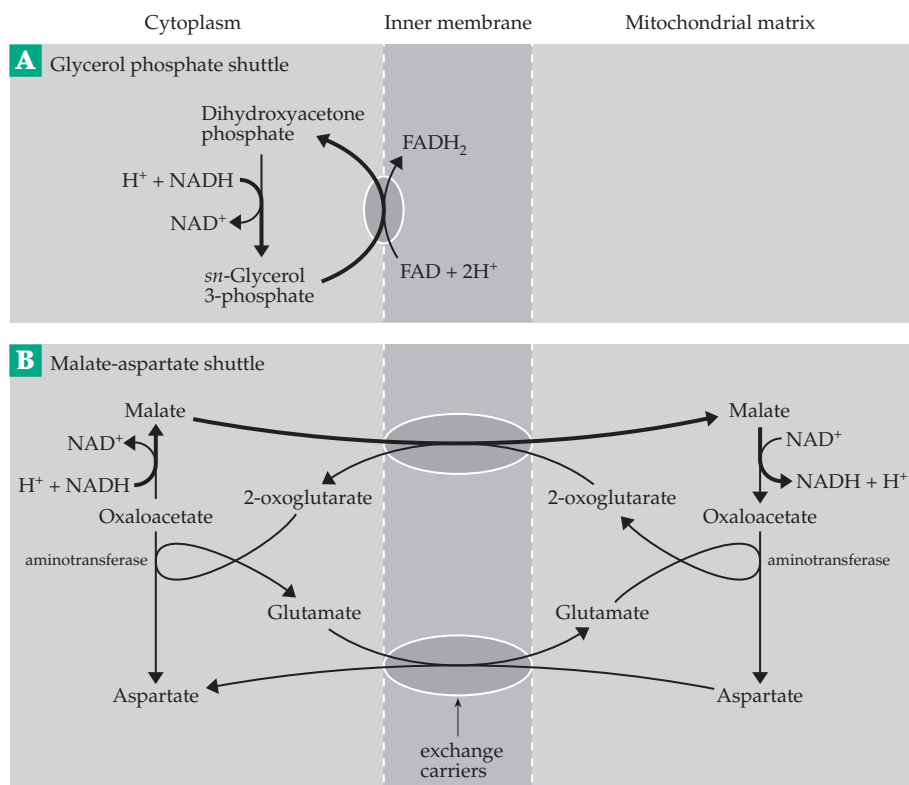 Cytoplasm Inner membrane Mitochondrial matrix
A Glycerol phosphate shuttle
Dihydroxyacetone
phosphate
FADH₂
H⁺ + NADH
NAD⁺
FAD + 2H⁺
sn-Glycerol
3-phosphate
B Malate-aspartate shuttle
Malate Malate
NAD⁺ NAD⁺
H⁺ + NADH NADH + H⁺
2-oxoglutarate 2-oxoglutarate
Oxaloacetate Oxaloacetate
aminotransferase aminotransferase
Glutamate Glutamate
Aspartate Aspartate
exchange
carriers